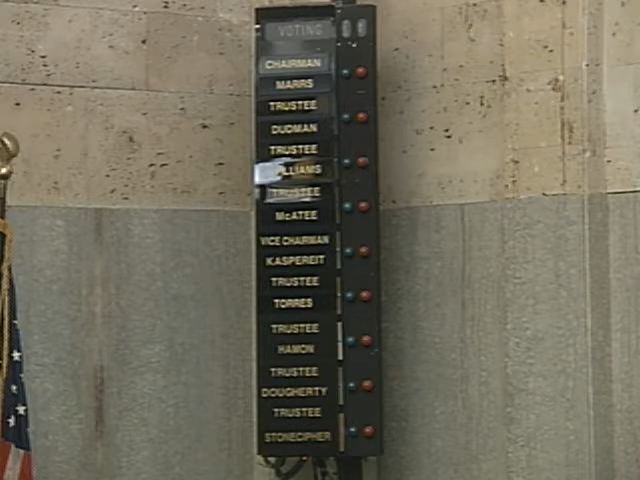 VOTING
CHAIRMAN
MARRS
TRUSTEE
DUDMAN
TRUSTEE
LLIAMS
TRUSTEE
McATEE
VICE CHAIRMAN
KASPEREIT
TRUSTEE
TORRES
TRUSTEE
HAMON
TRUSTEE
DOUGHERTY
TRUSTEE
STONECIPHER